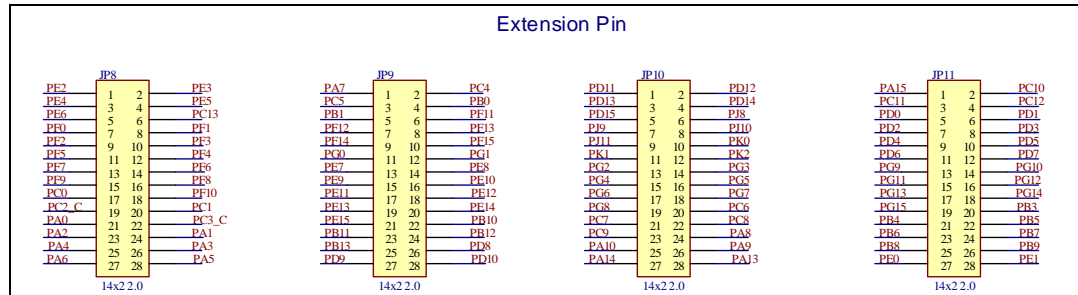 Extension Pin
JP8
PE2 1 2 PE3
PE4 3 4 PE5
PE6 5 6 PC13
PF0 7 8 PF1
PF2 9 10 PF3
PF5 11 12 PF4
PF7 13 14 PF6
PF9 15 16 PF8
PC0 17 18 PF10
PC2_C 19 20 PC1
PA0 21 22 PC3_C
PA2 23 24 PA1
PA4 25 26 PA3
PA6 27 28 PA5
14x2 2.0
JP9
PA7 1 2 PC4
PC5 3 4 PB0
PB1 5 6 PF11
PF12 7 8 PF13
PF14 9 10 PF15
PG0 11 12 PG1
PE7 13 14 PE8
PE9 15 16 PE10
PE11 17 18 PE12
PE13 19 20 PE14
PE15 21 22 PB10
PB11 23 24 PB12
PB13 25 26 PD8
PD9 27 28 PD10
14x2 2.0
JP10
PD11 1 2 PD12
PD13 3 4 PD14
PD15 5 6 PJ8
PJ9 7 8 PJ10
PJ11 9 10 PK0
PK1 11 12 PK2
PG2 13 14 PG3
PG4 15 16 PG5
PG6 17 18 PG7
PG8 19 20 PC6
PC7 21 22 PC8
PC9 23 24 PA8
PA10 25 26 PA9
PA14 27 28 PA13
14x2 2.0
JP11
PA15 1 2 PC10
PC11 3 4 PC12
PD0 5 6 PD1
PD2 7 8 PD3
PD4 9 10 PD5
PD6 11 12 PD7
PG9 13 14 PG10
PG11 15 16 PG12
PG13 17 18 PG14
PG15 19 20 PB3
PB4 21 22 PB5
PB6 23 24 PB7
PB8 25 26 PB9
PE0 27 28 PE1
14x2 2.0